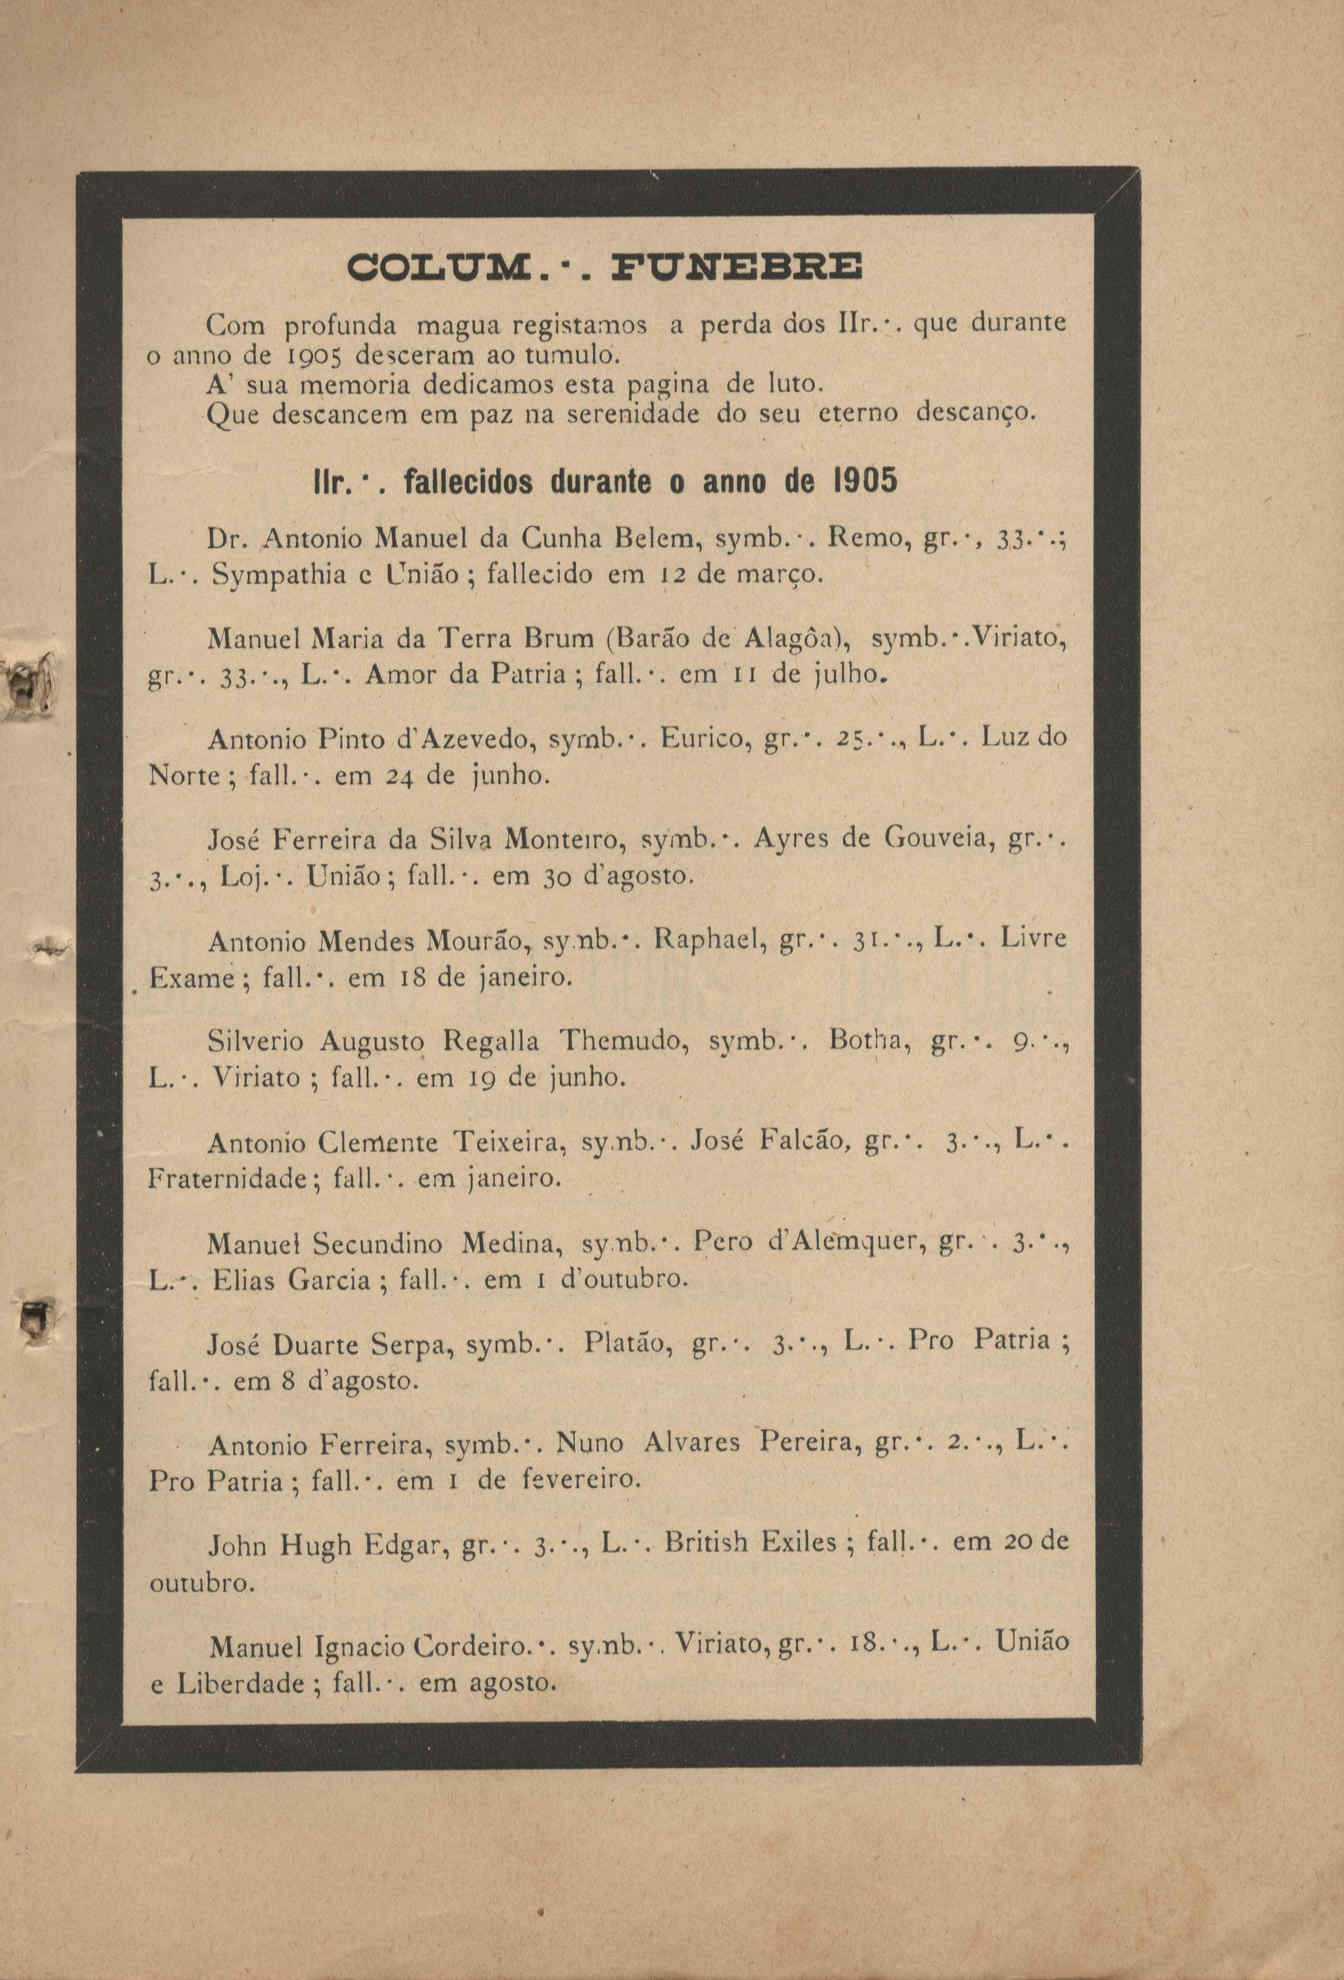 COLUM.·. FUNEBRE
Com profunda magua registamos a perda dos IIr.·. que durante
o anno de 1905 desceram ao tumulo.
A' sua memoria dedicamos esta pagina de luto.
Que descancem em paz na serenidade do seu eterno descanço.
IIr.·. fallecidos durante o anno de 1905
Dr. Antonio Manuel da Cunha Belem, symb.·. Remo, gr.·, 33.·.;
L.·. Sympathia e União ; fallecido em 12 de março.
Manuel Maria da Terra Brum (Barão de Alagôa), symb.·.Viriato,
gr.·. 33.·., L.·. Amor da Patria ; fall.·. em 11 de julho.
Antonio Pinto d'Azevedo, symb.·. Eurico, gr.·. 25.·., L.·. Luz do
Norte ; fall.·. em 24 de junho.
José Ferreira da Silva Monteiro, symb.·. Ayres de Gouveia, gr.·.
3.·., Loj.·. União ; fall.·. em 30 d'agosto.
Antonio Mendes Mourão, symb.·. Raphael, gr.·. 31.·., L.·. Livre
Exame ; fall.·. em 18 de janeiro.
Silverio Augusto Regalla Themudo, symb.·. Botha, gr.·. 9.·.,
L.·. Viriato ; fall.·. em 19 de junho.
Antonio Clemente Teixeira, symb.·. José Falcão, gr.·. 3.·., L.·.
Fraternidade ; fall.·. em janeiro.
Manuel Secundino Medina, symb.·. Pero d'Alemquer, gr.·. 3.·.,
L.·. Elias Garcia ; fall.·. em 1 d'outubro.
José Duarte Serpa, symb.·. Platão, gr.·. 3.·., L.·. Pro Patria ;
fall.·. em 8 d'agosto.
Antonio Ferreira, symb.·. Nuno Alvares Pereira, gr.·. 2.·., L.·.
Pro Patria ; fall.·. em 1 de fevereiro.
John Hugh Edgar, gr.·. 3.·., L.·. British Exiles ; fall.·. em 20 de
outubro.
Manuel Ignacio Cordeiro.·. symb.·. Viriato, gr.·. 18.·., L.·. União
e Liberdade ; fall.·. em agosto.